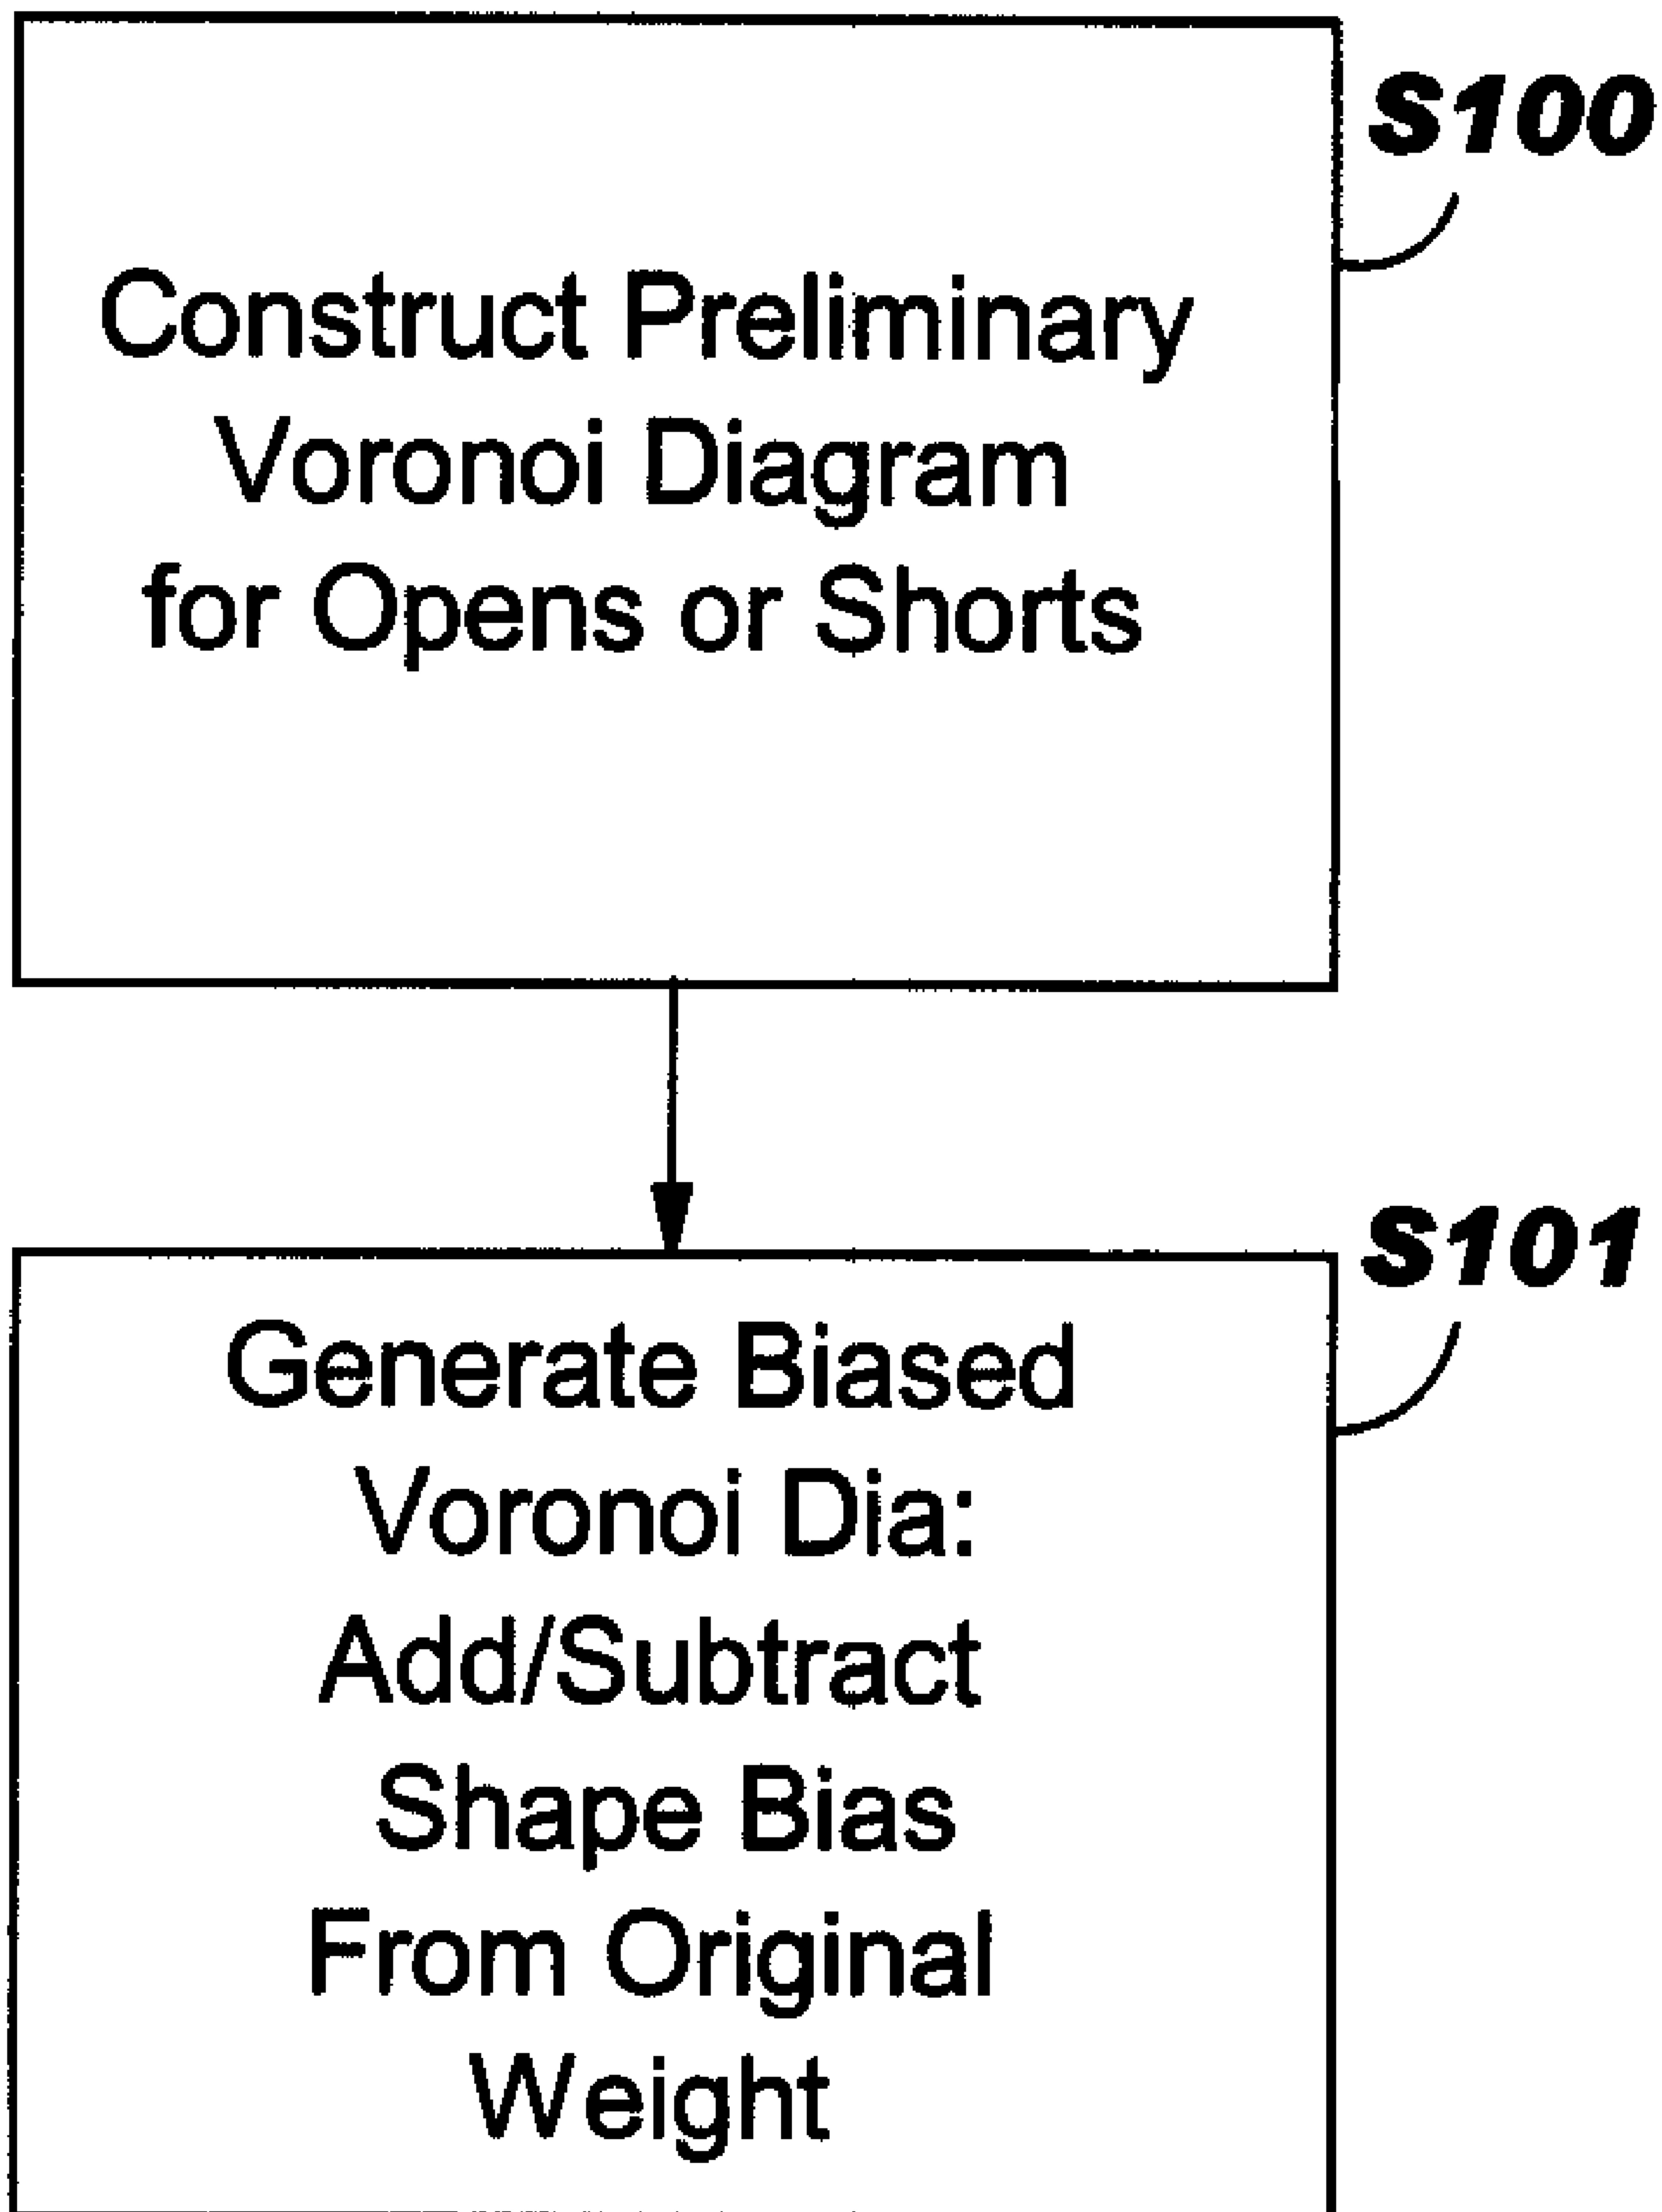 S100
Construct Preliminary
Voronoi Diagram
for Opens or Shorts
S101
Generate Biased
Voronoi Dia:
Add/Subtract
Shape Bias
From Original
Weight